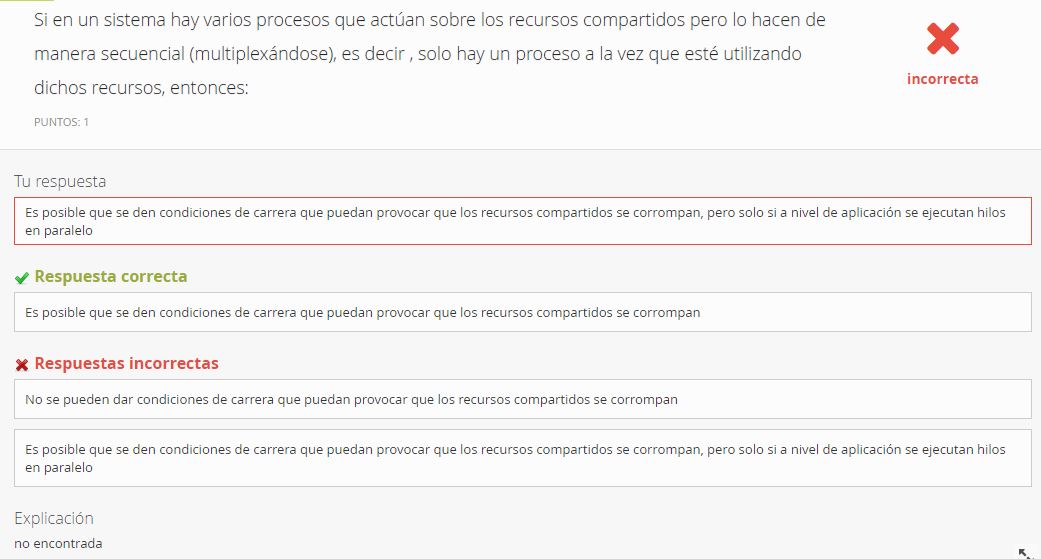 Si en un sistema hay varios procesos que actúan sobre los recursos compartidos pero lo hacen de
manera secuencial (multiplexándose), es decir , solo hay un proceso a la vez que esté utilizando
dichos recursos, entonces:
incorrecta
PUNTOS: 1
Tu respuesta
Es posible que se den condiciones de carrera que puedan provocar que los recursos compartidos se corrompan, pero solo si a nivel de aplicación se ejecutan hilos
en paralelo
Respuesta correcta
Es posible que se den condiciones de carrera que puedan provocar que los recursos compartidos se corrompan
Respuestas incorrectas
No se pueden dar condiciones de carrera que puedan provocar que los recursos compartidos se corrompan
Es posible que se den condiciones de carrera que puedan provocar que los recursos compartidos se corrompan, pero solo si a nivel de aplicación se ejecutan hilos
en paralelo
Explicación
no encontrada